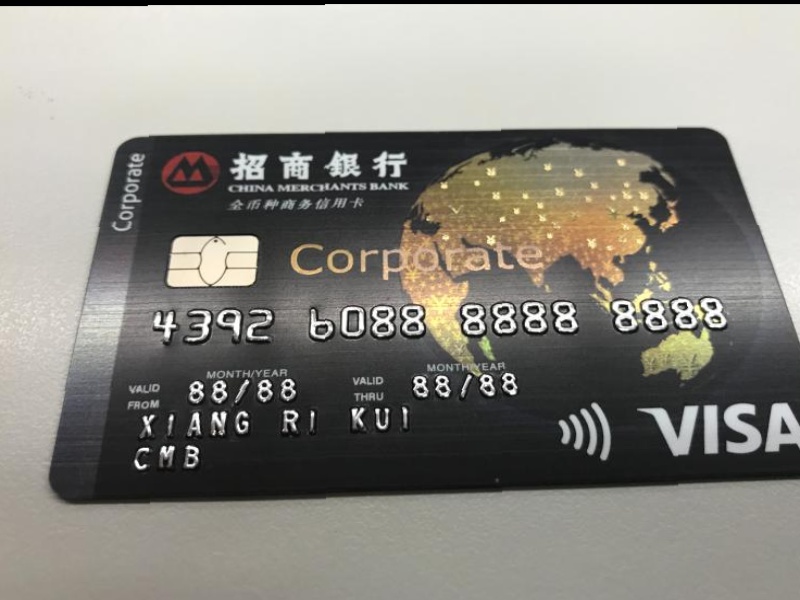 Corporate
招商銀行
CHINA MERCHANTS BANK
全币种商务信用卡
Corporate
4392 6088 8888 8888
MONTH/YEAR MONTH/YEAR
VALID FROM 88/88 VALID THRU 88/88
XIANG RI KUI
CMB
VISA